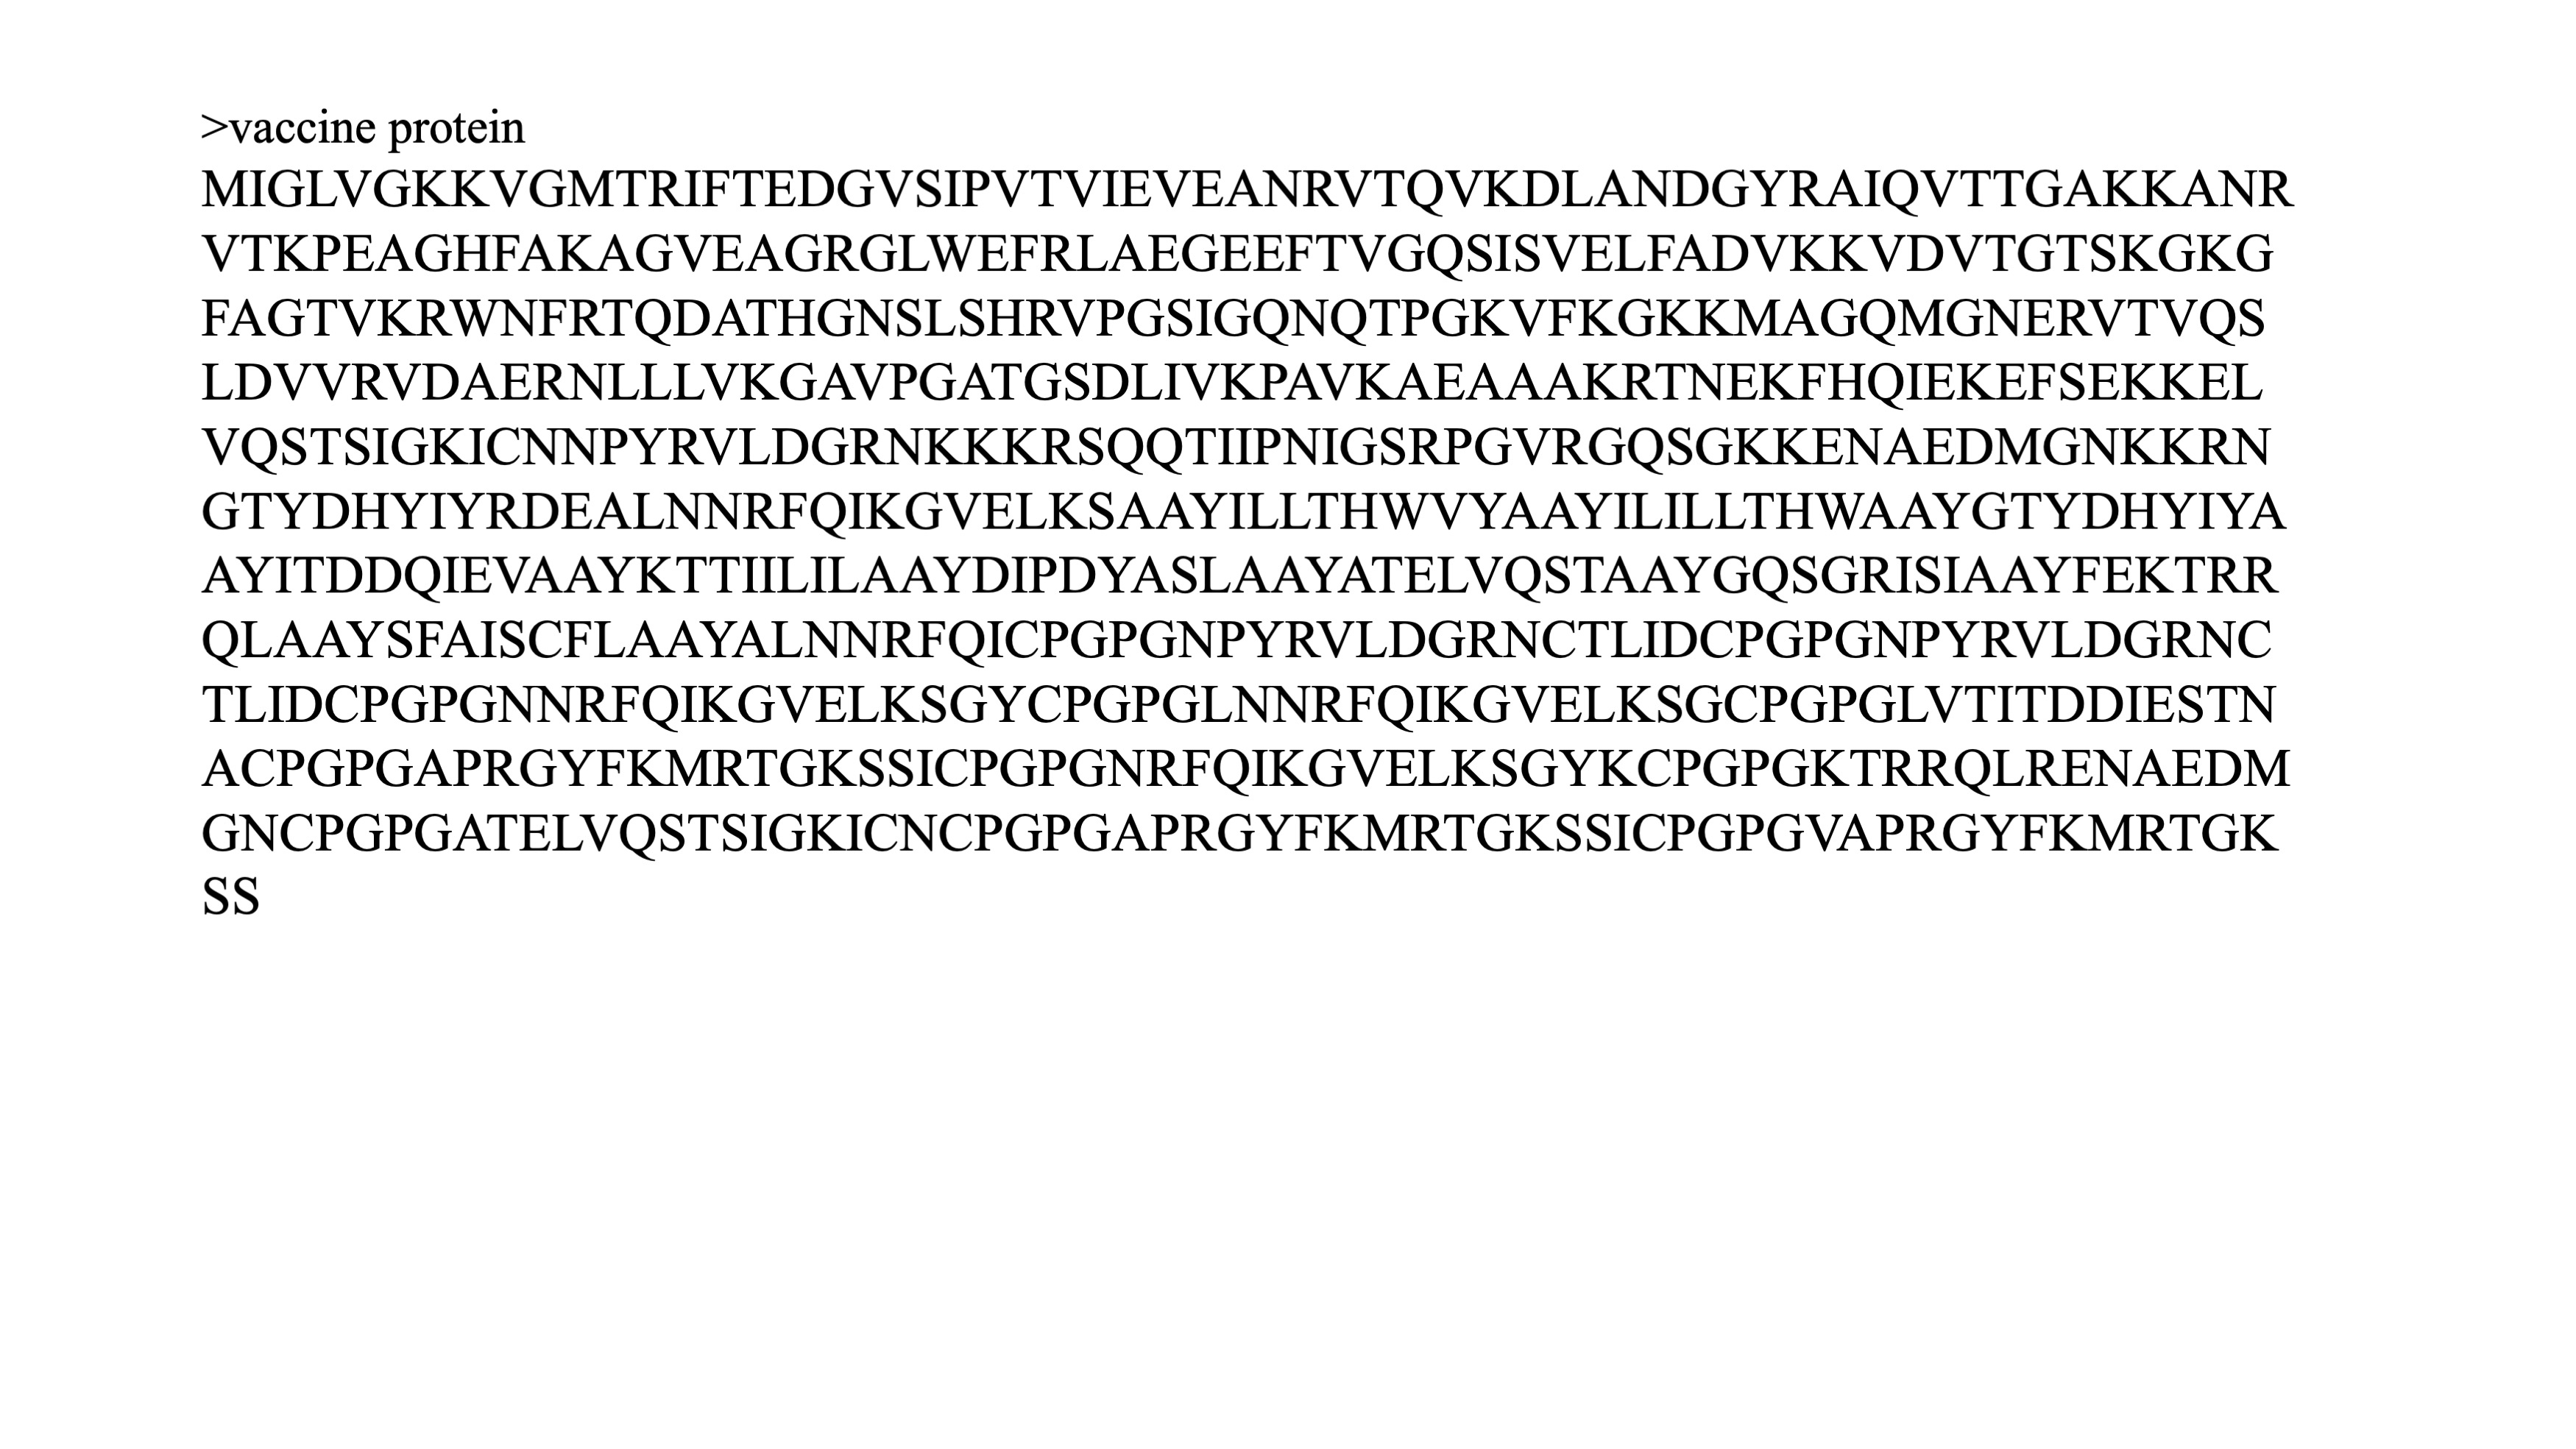 >vaccine protein
MIGLVGKKVGMTRIFTEDGVSIPVTVIEVEANRVTQVKDLANDGYRAIQVTTGAKKANR
VTKPEAGHFAKAGVEAGRGLWEFRLAEGEEFTVGQSISVELFADVKKVDVTGTSKGKG
FAGTVKRWNFRTQDATHGNSLSHRVPGSIGQNQTPGKVFKGKKMAGQMGNERVTVQS
LDVVRVDAERNLLLVKGAVPGATGSDLIVKPAVKAEAAAKRTNEKFHQIEKEFSEKKEL
VQSTSIGKICNNPYRVLDGRNKKKRSQQTIIPNIGSRPGVRGQSGKKENAEDMGNKKRN
GTYDHYIYRDEALNNRFQIKGVELKSAAYILLTHWVYAAYILILLTHWAAYGTYDHYIYA
AYITDDQIEVAAYKTTIILILAAYDIPDYASLAAYATELVQSTAAYGQSGRISIAAYFEKTRR
QLAAYSFAISCFLAAYALNNRFQICPGPGNPYRVLDGRNCTLIDCPGPGNPYRVLDGRNC
TLIDCPGPGNNRFQIKGVELKSGYCPGPGLNNRFQIKGVELKSGCPGPGLVTITDDIESTN
ACPGPGAPRGYFKMRTGKSSICPGPGNRFQIKGVELKSGYKCPGPGKTRRQLRENAEDM
GNCPGPGATELVQSTSIGKICNCPGPGAPRGYFKMRTGKSSICPGPGVAPRGYFKMRTGK
SS